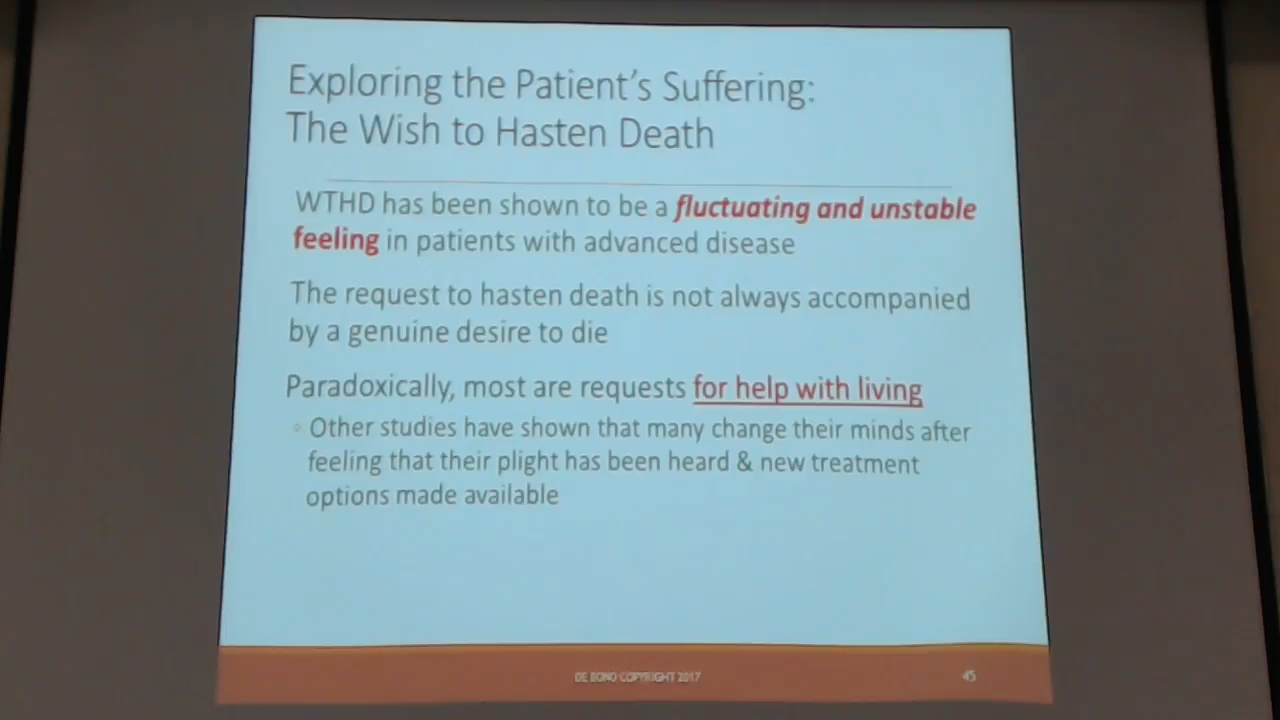 Exploring the Patient's Suffering:
The Wish to Hasten Death
WTHD has been shown to be a fluctuating and unstable
feeling in patients with advanced disease
The request to hasten death is not always accompanied
by a genuine desire to die
Paradoxically, most are requests for help with living
Other studies have shown that many change their minds after
feeling that their plight has been heard & new treatment
options made available
DE BONO COPYRIGHT 2017
45